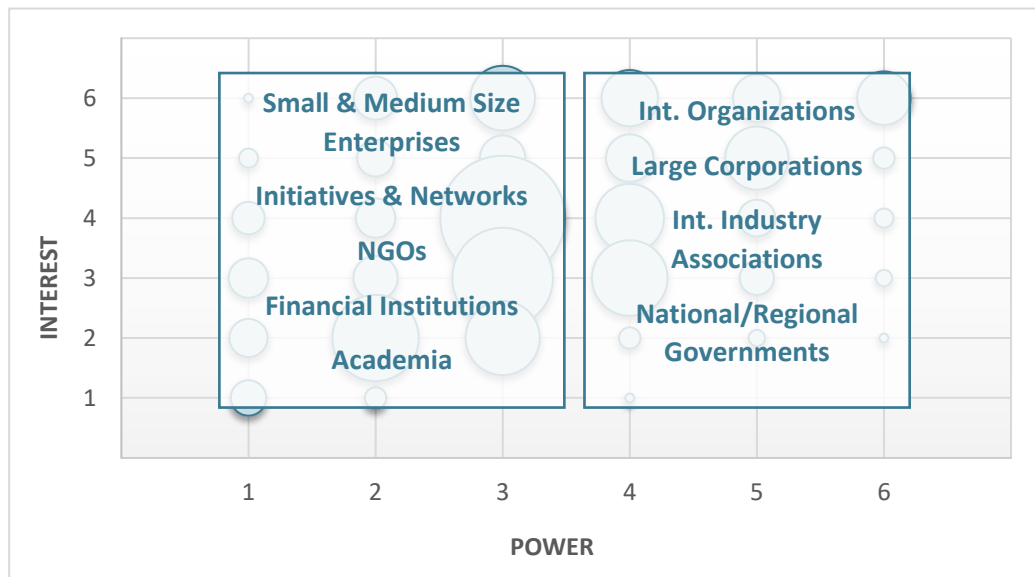 INTEREST
6
5
4
3
2
1
Small & Medium Size
Enterprises
Initiatives & Networks
NGOs
Financial Institutions
Academia
Int. Organizations
Large Corporations
Int. Industry
Associations
National/Regional
Governments
1 2 3 4 5 6
POWER